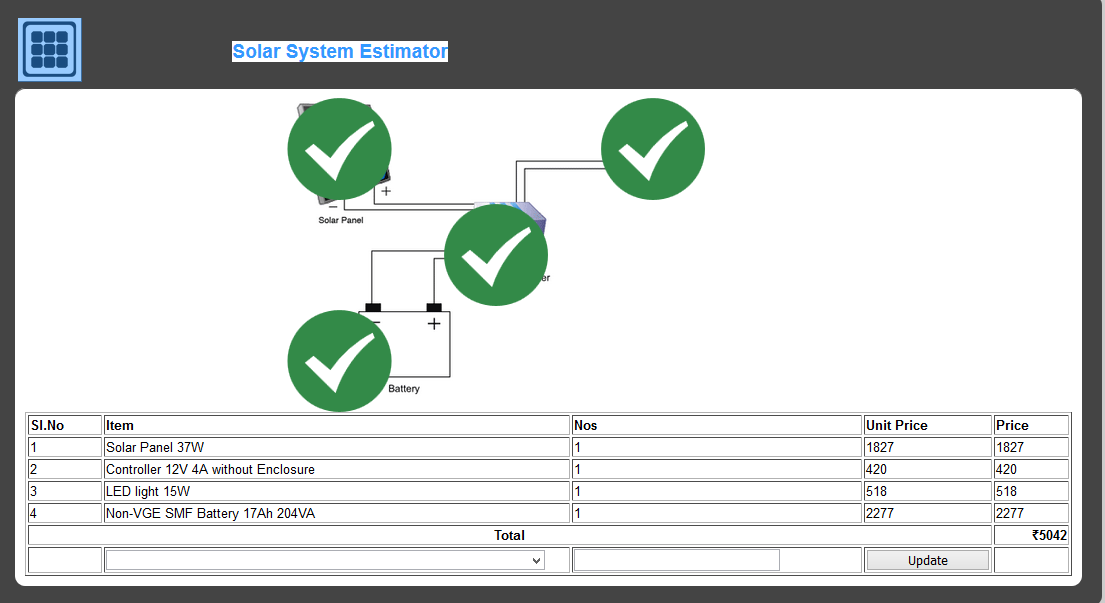 Solar System Estimator
+
−
Solar Panel
er
− +
Battery
Sl.No Item Nos Unit Price Price
1 Solar Panel 37W 1 1827 1827
2 Controller 12V 4A without Enclosure 1 420 420
3 LED light 15W 1 518 518
4 Non-VGE SMF Battery 17Ah 204VA 1 2277 2277
Total ₹5042
Update